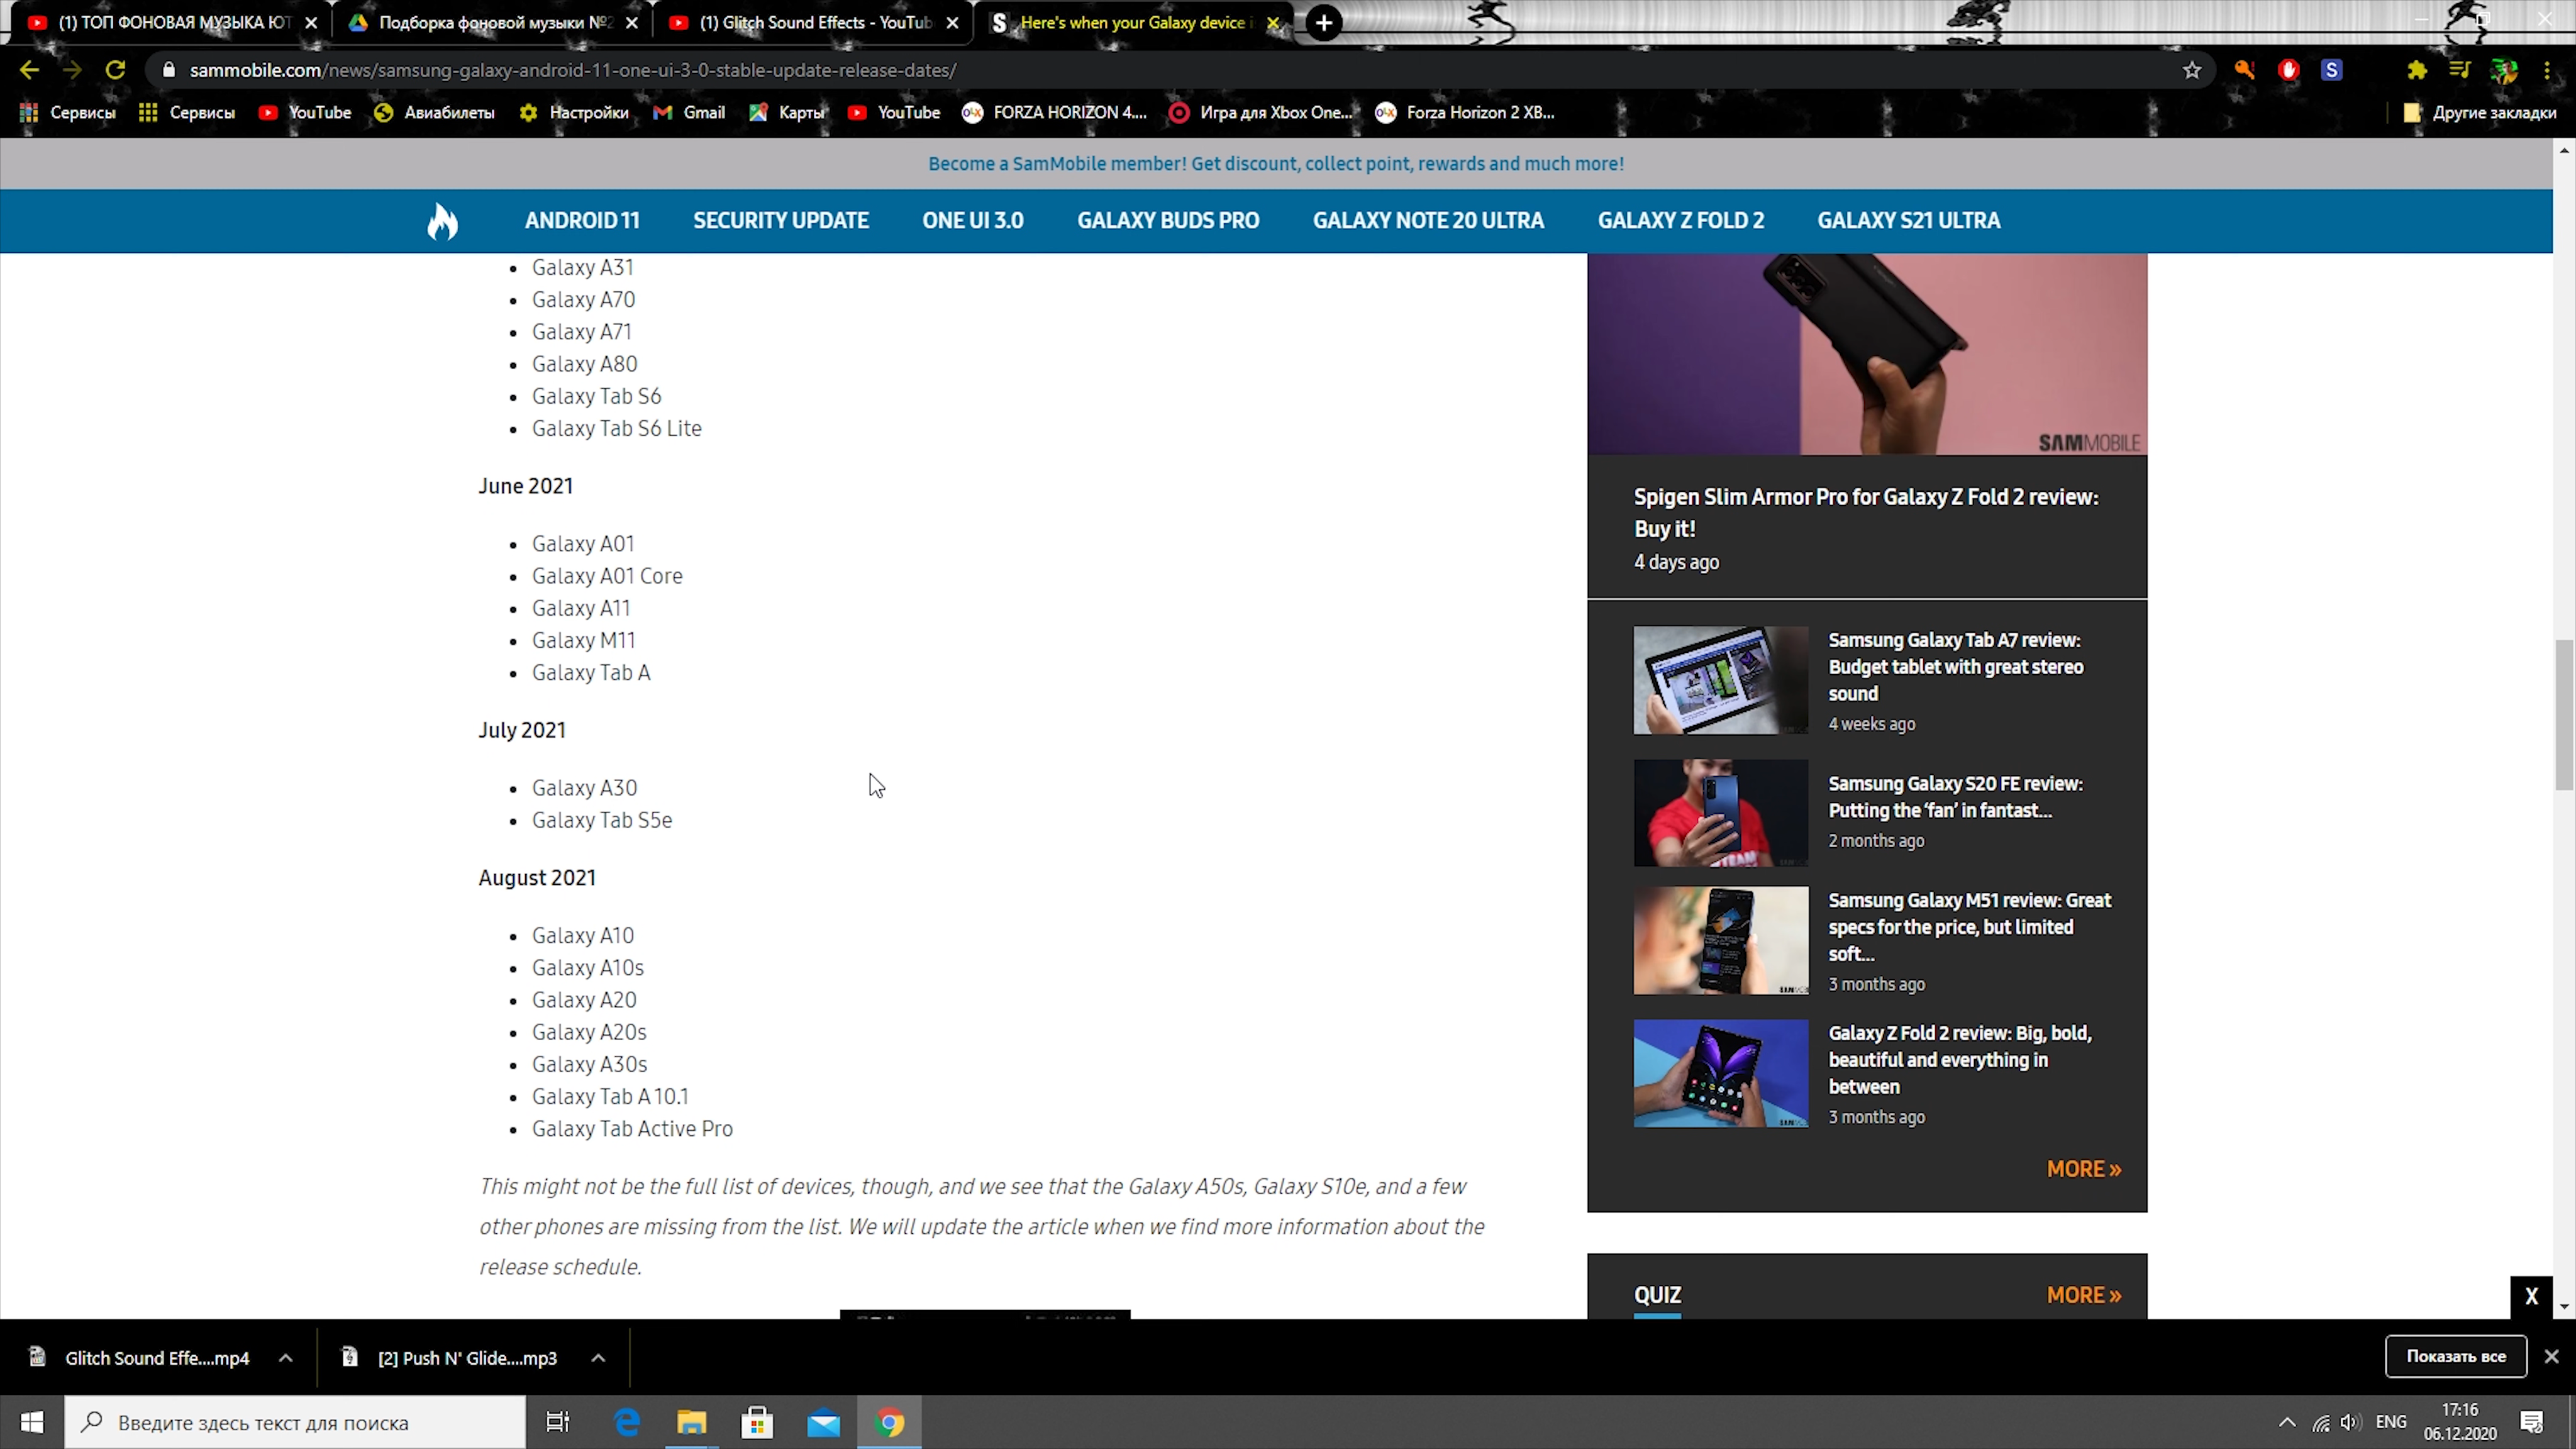 (1) ТОП ФОНОВАЯ МУЗЫКА ЮТ
Подборка фоновой музыки №2
(1) Glitch Sound Effects - YouTub
Here's when your Galaxy device i
sammobile.com/news/samsung-galaxy-android-11-one-ui-3-0-stable-update-release-dates/
Сервисы
Сервисы
YouTube
Авиабилеты
Настройки
Gmail
Карты
YouTube
FORZA HORIZON 4....
Игра для Xbox One...
Forza Horizon 2 XB...
Другие закладки
Become a SamMobile member! Get discount, collect point, rewards and much more!
ANDROID 11
SECURITY UPDATE
ONE UI 3.0
GALAXY BUDS PRO
GALAXY NOTE 20 ULTRA
GALAXY Z FOLD 2
GALAXY S21 ULTRA
Galaxy A31
Galaxy A70
Galaxy A71
Galaxy A80
Galaxy Tab S6
Galaxy Tab S6 Lite
June 2021
Galaxy A01
Galaxy A01 Core
Galaxy A11
Galaxy M11
Galaxy Tab A
July 2021
Galaxy A30
Galaxy Tab S5e
August 2021
Galaxy A10
Galaxy A10s
Galaxy A20
Galaxy A20s
Galaxy A30s
Galaxy Tab A 10.1
Galaxy Tab Active Pro
This might not be the full list of devices, though, and we see that the Galaxy A50s, Galaxy S10e, and a few
other phones are missing from the list. We will update the article when we find more information about the
release schedule.
SAMMOBILE
Spigen Slim Armor Pro for Galaxy Z Fold 2 review:
Buy it!
4 days ago
Samsung Galaxy Tab A7 review:
Budget tablet with great stereo
sound
4 weeks ago
Samsung Galaxy S20 FE review:
Putting the ‘fan’ in fantast...
2 months ago
Samsung Galaxy M51 review: Great
specs for the price, but limited
soft...
3 months ago
Galaxy Z Fold 2 review: Big, bold,
beautiful and everything in
between
3 months ago
MORE »
QUIZ
MORE »
X
Glitch Sound Effe....mp4
[2] Push N' Glide....mp3
Показать все
Введите здесь текст для поиска
ENG
17:16
06.12.2020